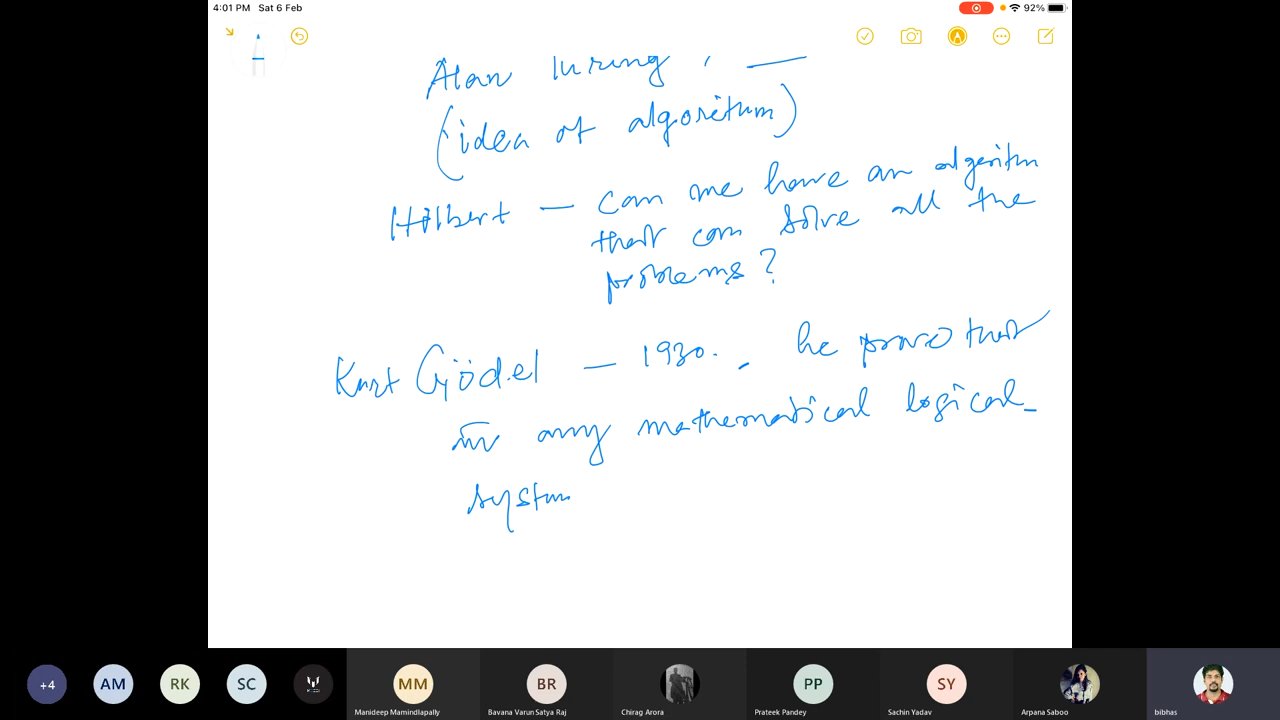 4:01 PM Sat 6 Feb
92%
Alan Turing, —
(idea of algorithm)
Hilbert — Can we have an algorithm
that can solve all the
problems?
Kurt Gödel — 1930. he prove that
in any mathematical logical
system
+4
AM
RK
SC
MM
BR
PP
SY
Manideep Mamindlapally
Bavana Varun Satya Raj
Chirag Arora
Prateek Pandey
Sachin Yadav
Arpana Saboo
bibhas